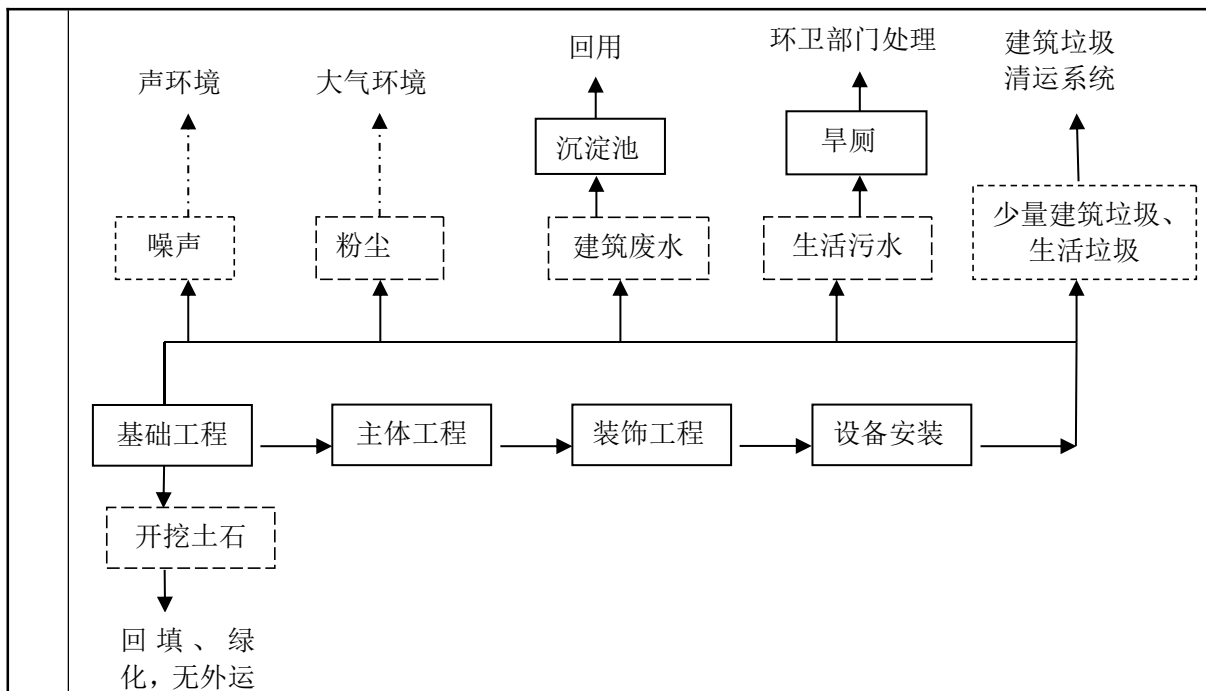 声环境
大气环境
回用
环卫部门处理
建筑垃圾
清运系统
沉淀池
旱厕
噪声
粉尘
建筑废水
生活污水
少量建筑垃圾、
生活垃圾
基础工程
主体工程
装饰工程
设备安装
开挖土石
回填、绿
化，无外运